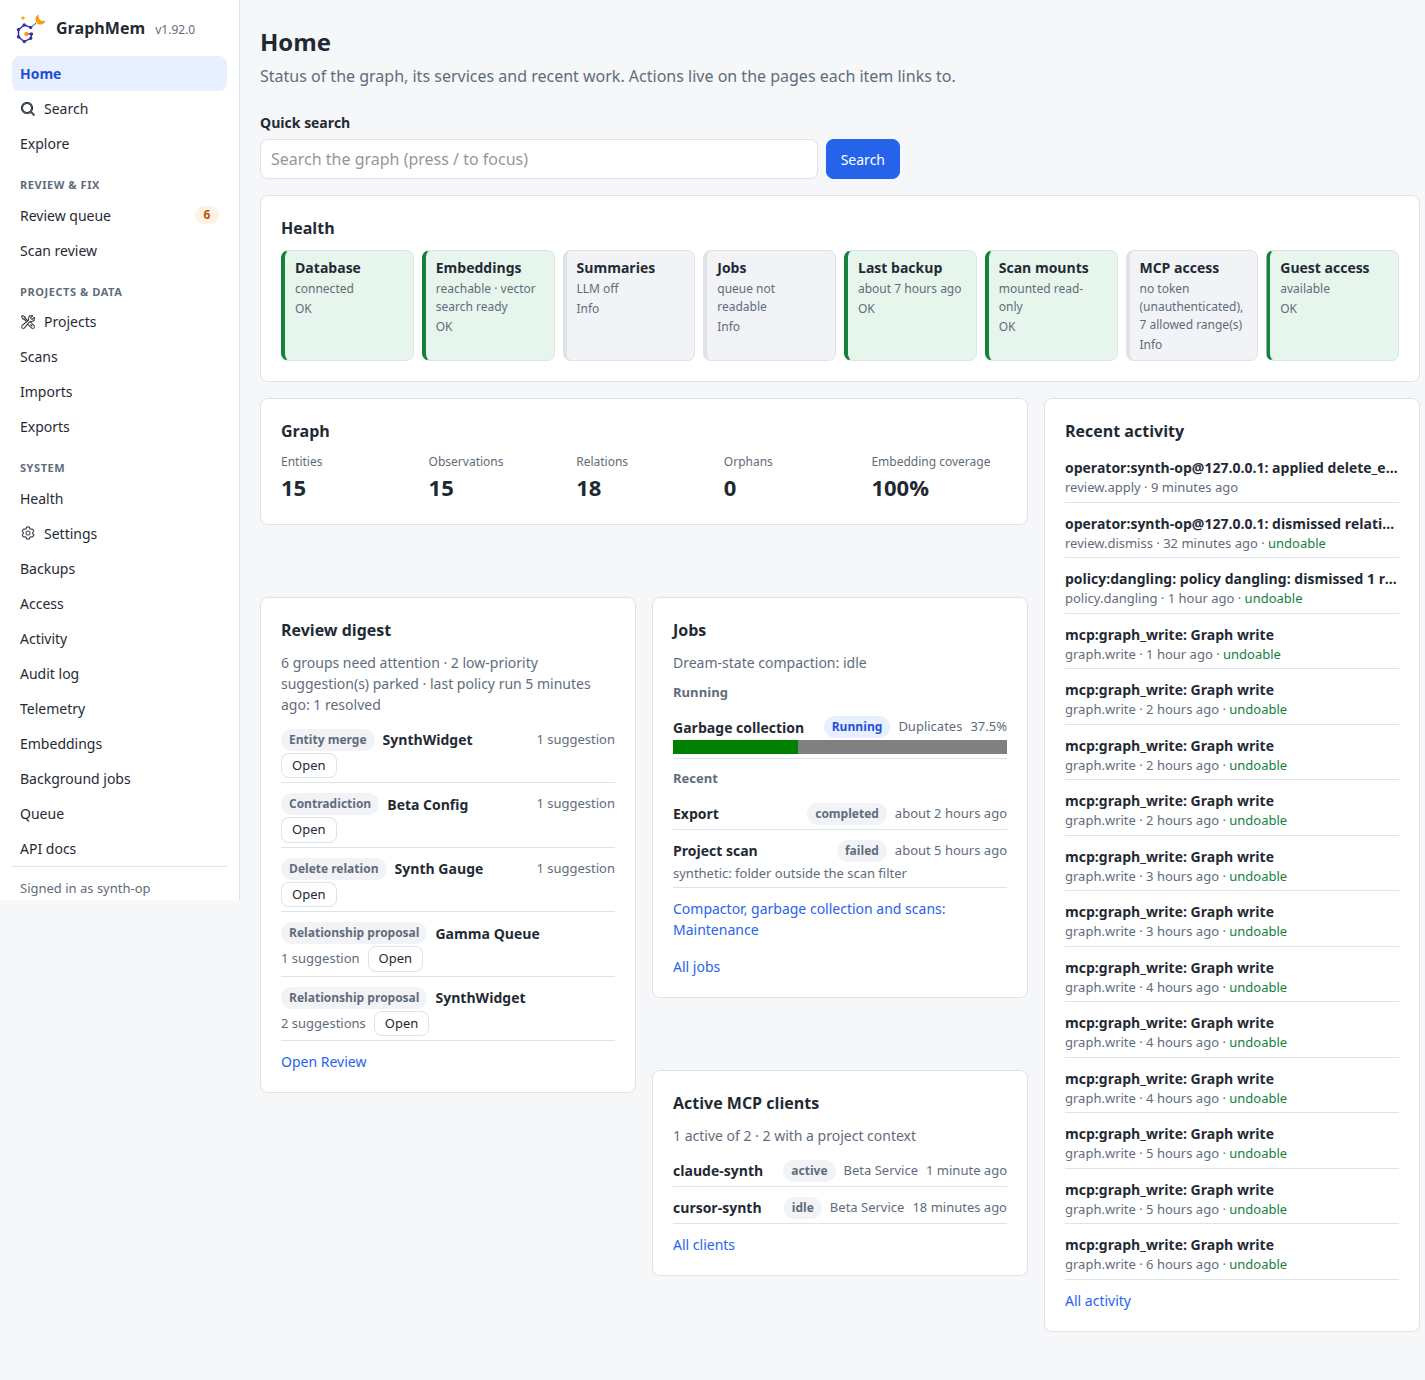 GraphMem v1.92.0
Home
Search
Explore
REVIEW & FIX
Review queue 6
Scan review
PROJECTS & DATA
Projects
Scans
Imports
Exports
SYSTEM
Health
Settings
Backups
Access
Activity
Audit log
Telemetry
Embeddings
Background jobs
Queue
API docs
Signed in as synth-op
Home
Status of the graph, its services and recent work. Actions live on the pages each item links to.
Quick search
Search the graph (press / to focus)
Search
Health
Database
connected
OK
Embeddings
reachable · vector
search ready
OK
Summaries
LLM off
Info
Jobs
queue not
readable
Info
Last backup
about 7 hours ago
OK
Scan mounts
mounted read-
only
OK
MCP access
no token
(unauthenticated),
7 allowed range(s)
Info
Guest access
available
OK
Graph
Entities
15
Observations
15
Relations
18
Orphans
0
Embedding coverage
100%
Review digest
6 groups need attention · 2 low-priority
suggestion(s) parked · last policy run 5 minutes
ago: 1 resolved
Entity merge SynthWidget 1 suggestion
Open
Contradiction Beta Config 1 suggestion
Open
Delete relation Synth Gauge 1 suggestion
Open
Relationship proposal Gamma Queue
1 suggestion Open
Relationship proposal SynthWidget
2 suggestions Open
Open Review
Jobs
Dream-state compaction: idle
Running
Garbage collection Running Duplicates 37.5%
Recent
Export completed about 2 hours ago
Project scan failed about 5 hours ago
synthetic: folder outside the scan filter
Compactor, garbage collection and scans:
Maintenance
All jobs
Active MCP clients
1 active of 2 · 2 with a project context
claude-synth active Beta Service 1 minute ago
cursor-synth idle Beta Service 18 minutes ago
All clients
Recent activity
operator:synth-op@127.0.0.1: applied delete_e...
review.apply · 9 minutes ago
operator:synth-op@127.0.0.1: dismissed relati...
review.dismiss · 32 minutes ago · undoable
policy:dangling: policy dangling: dismissed 1 r...
policy.dangling · 1 hour ago · undoable
mcp:graph_write: Graph write
graph.write · 1 hour ago · undoable
mcp:graph_write: Graph write
graph.write · 2 hours ago · undoable
mcp:graph_write: Graph write
graph.write · 2 hours ago · undoable
mcp:graph_write: Graph write
graph.write · 2 hours ago · undoable
mcp:graph_write: Graph write
graph.write · 3 hours ago · undoable
mcp:graph_write: Graph write
graph.write · 3 hours ago · undoable
mcp:graph_write: Graph write
graph.write · 4 hours ago · undoable
mcp:graph_write: Graph write
graph.write · 4 hours ago · undoable
mcp:graph_write: Graph write
graph.write · 4 hours ago · undoable
mcp:graph_write: Graph write
graph.write · 5 hours ago · undoable
mcp:graph_write: Graph write
graph.write · 5 hours ago · undoable
mcp:graph_write: Graph write
graph.write · 6 hours ago · undoable
All activity